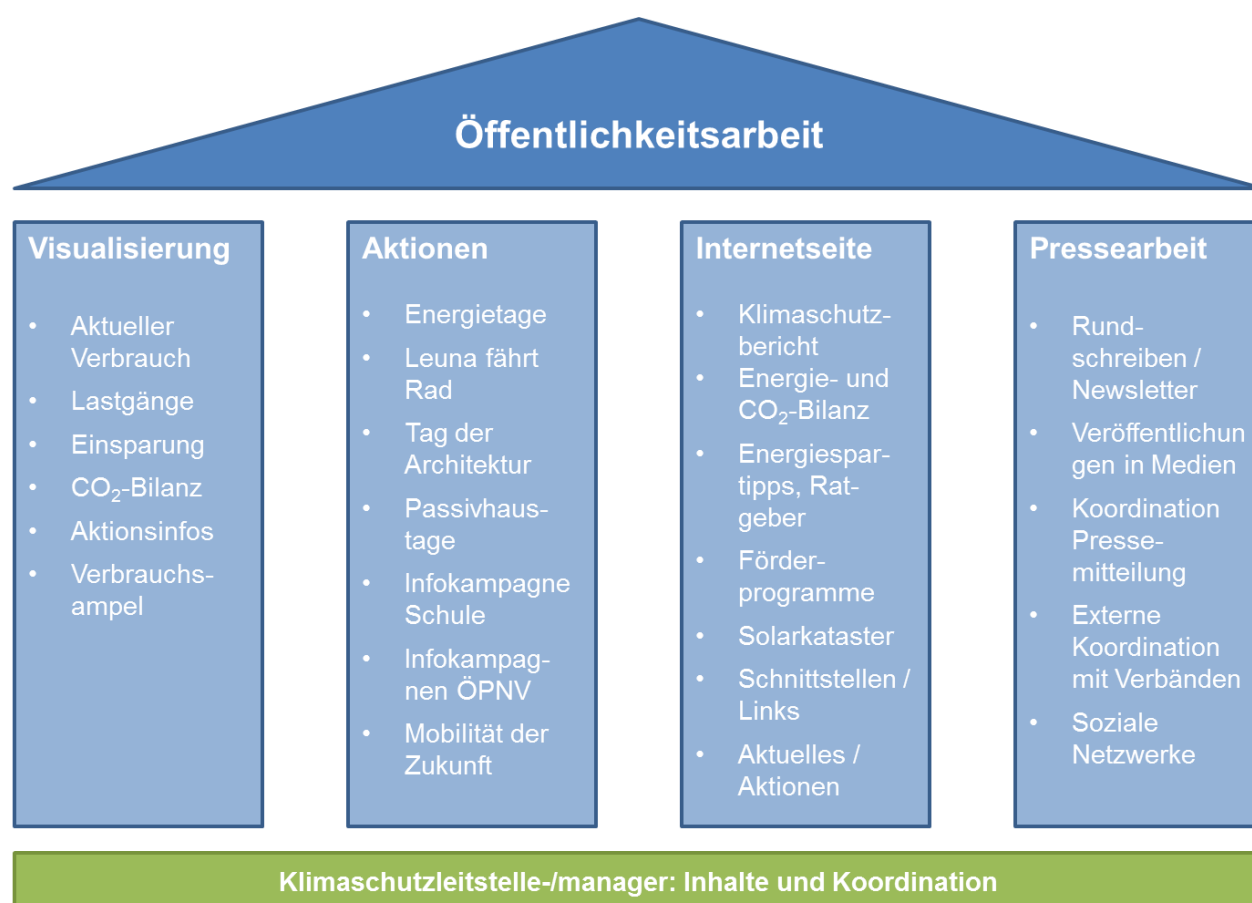 Öffentlichkeitsarbeit
Visualisierung
• Aktueller
Verbrauch
• Lastgänge
• Einsparung
• CO₂-Bilanz
• Aktionsinfos
• Verbrauchs-
ampel
Aktionen
• Energietage
• Leuna fährt
Rad
• Tag der
Architektur
• Passivhaus-
tage
• Infokampagne
Schule
• Infokampag-
nen ÖPNV
• Mobilität der
Zukunft
Internetseite
• Klimaschutz-
bericht
• Energie- und
CO₂-Bilanz
• Energiespar-
tipps, Rat-
geber
• Förder-
programme
• Solarkataster
• Schnittstellen /
Links
• Aktuelles /
Aktionen
Pressearbeit
• Rund-
schreiben /
Newsletter
• Veröffentlichun
gen in Medien
• Koordination
Presse-
mitteilung
• Externe
Koordination
mit Verbänden
• Soziale
Netzwerke
Klimaschutzleitstelle-/manager: Inhalte und Koordination